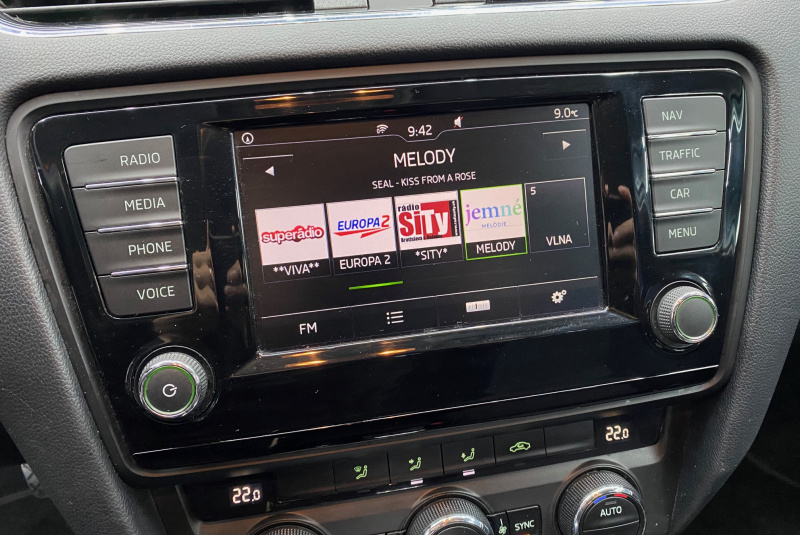 RADIO
MEDIA
PHONE
VOICE
9:42
9.0°C
MELODY
SEAL - KISS FROM A ROSE
superádio
**VIVA**
EUROPA 2
EUROPA 2
rádio
SiTy
Bratislava
*SITY*
jemné
MELÓDIE
MELODY
5
VLNA
FM
NAV
TRAFFIC
CAR
MENU
22.0
22.0
SYNC
AUTO